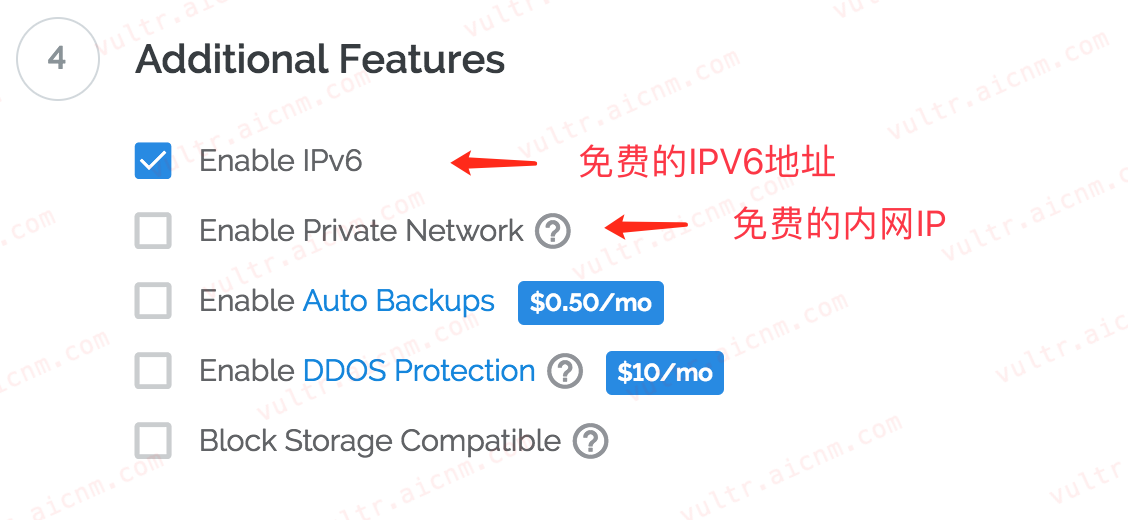 4
Additional Features
Enable IPv6
免费的IPV6地址
Enable Private Network ?
免费的内网IP
Enable Auto Backups $0.50/mo
Enable DDOS Protection ? $10/mo
Block Storage Compatible ?
vultr.aicnm.com